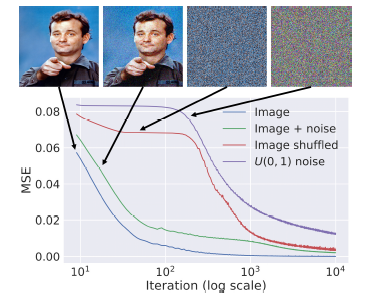 0.08
0.06
0.04
0.02
0.00
MSE
Image
Image + noise
Image shuffled
U(0, 1) noise
10¹ 10² 10³ 10⁴
Iteration (log scale)